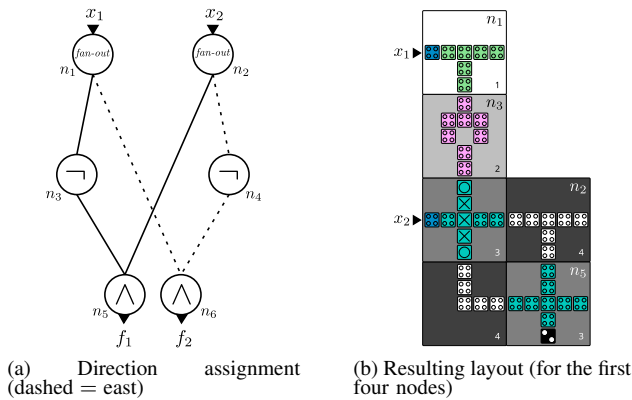 x1 x2
fan-out fan-out
n1 n2
¬ ¬
n3 n4
∧ ∧
n5 n6
f1 f2
(a) Direction assignment
(dashed = east)
n1
x1
1
n3
2
n2
x2
3 4
n5
4 3
(b) Resulting layout (for the first
four nodes)